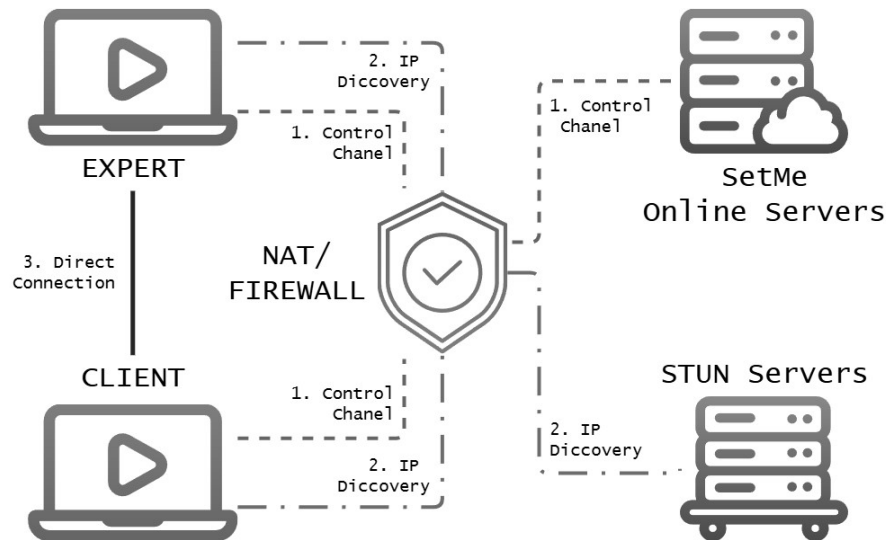 2. IP
Diccovery
1. Control
Chanel
EXPERT
1. Control
Chanel
SetMe
Online Servers
3. Direct
Connection
NAT/
FIREWALL
CLIENT
1. Control
Chanel
2. IP
Diccovery
STUN Servers
2. IP
Diccovery